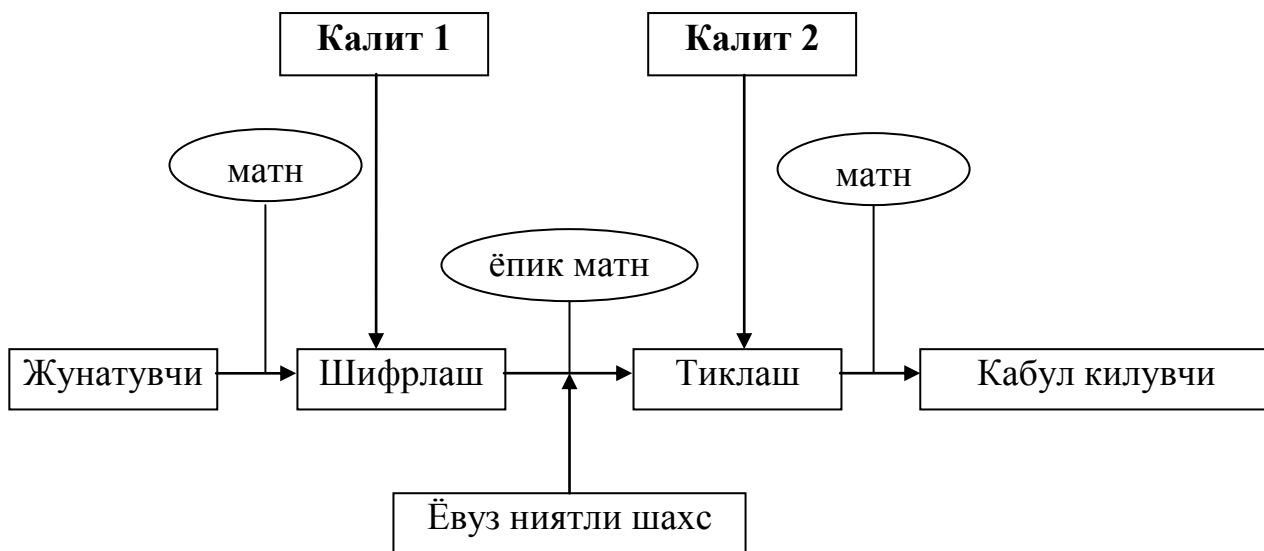 Калит 1
Калит 2
матн
матн
ёпик матн
Жунатувчи
Шифрлаш
Тиклаш
Кабул килувчи
Ёвуз ниятли шахс